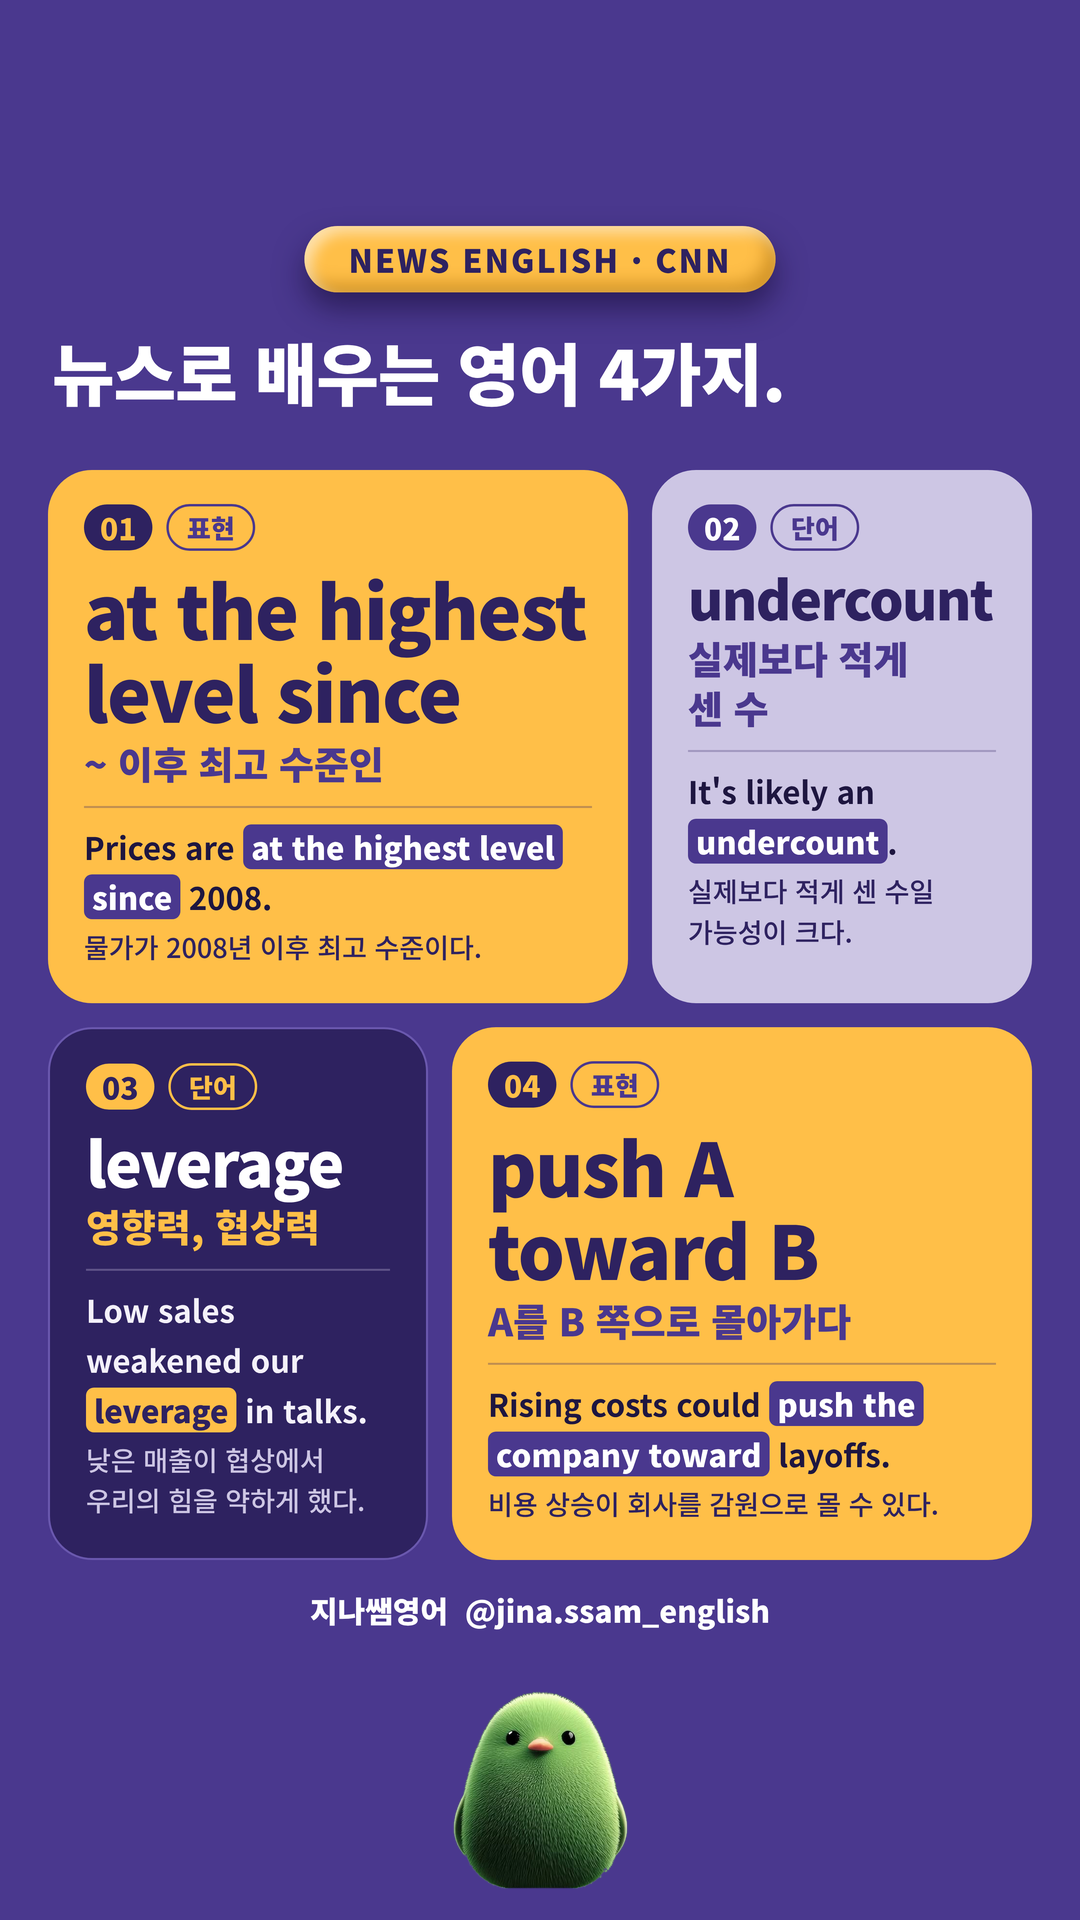 NEWS ENGLISH · CNN
뉴스로 배우는 영어 4가지.
01 표현
at the highest
level since
~ 이후 최고 수준인
Prices are at the highest level
since 2008.
물가가 2008년 이후 최고 수준이다.
02 단어
undercount
실제보다 적게
센 수
It's likely an
undercount.
실제보다 적게 센 수일
가능성이 크다.
03 단어
leverage
영향력, 협상력
Low sales
weakened our
leverage in talks.
낮은 매출이 협상에서
우리의 힘을 약하게 했다.
04 표현
push A
toward B
A를 B 쪽으로 몰아가다
Rising costs could push the
company toward layoffs.
비용 상승이 회사를 감원으로 몰 수 있다.
지나쌤영어 @jina.ssam_english